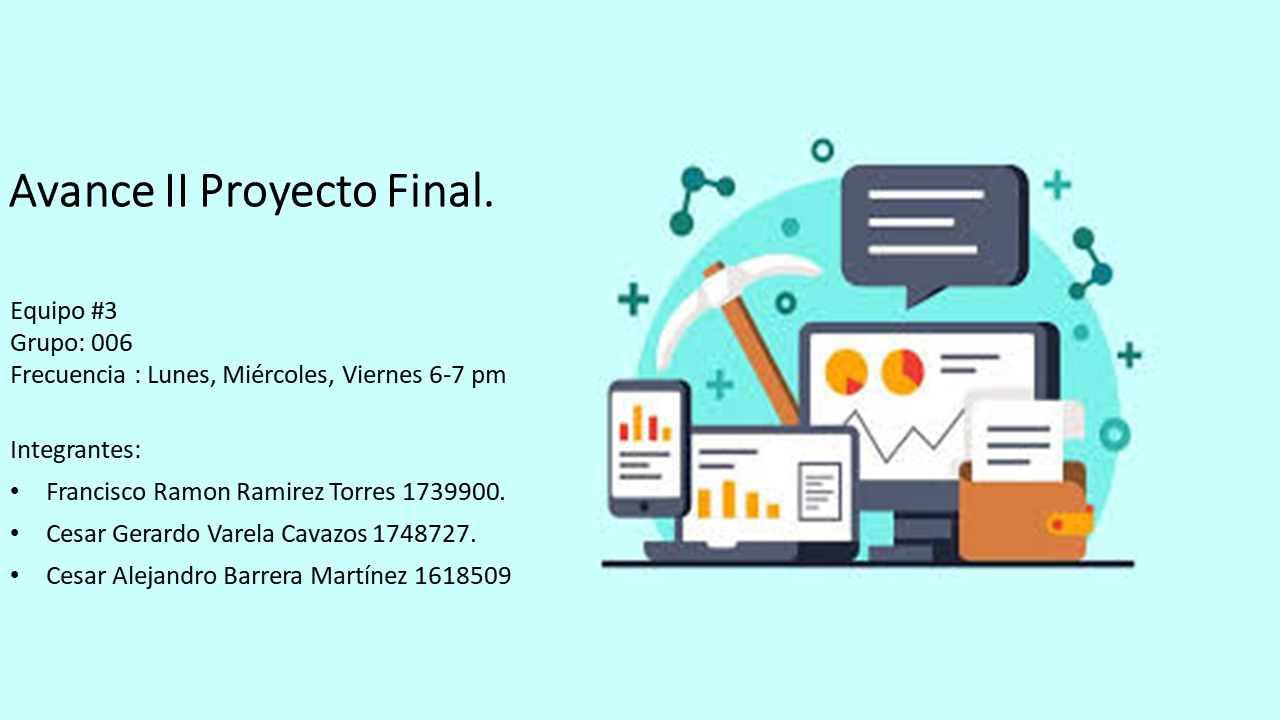 Avance II Proyecto Final.
Equipo #3
Grupo: 006
Frecuencia : Lunes, Miércoles, Viernes 6-7 pm
Integrantes:
• Francisco Ramon Ramirez Torres 1739900.
• Cesar Gerardo Varela Cavazos 1748727.
• Cesar Alejandro Barrera Martínez 1618509